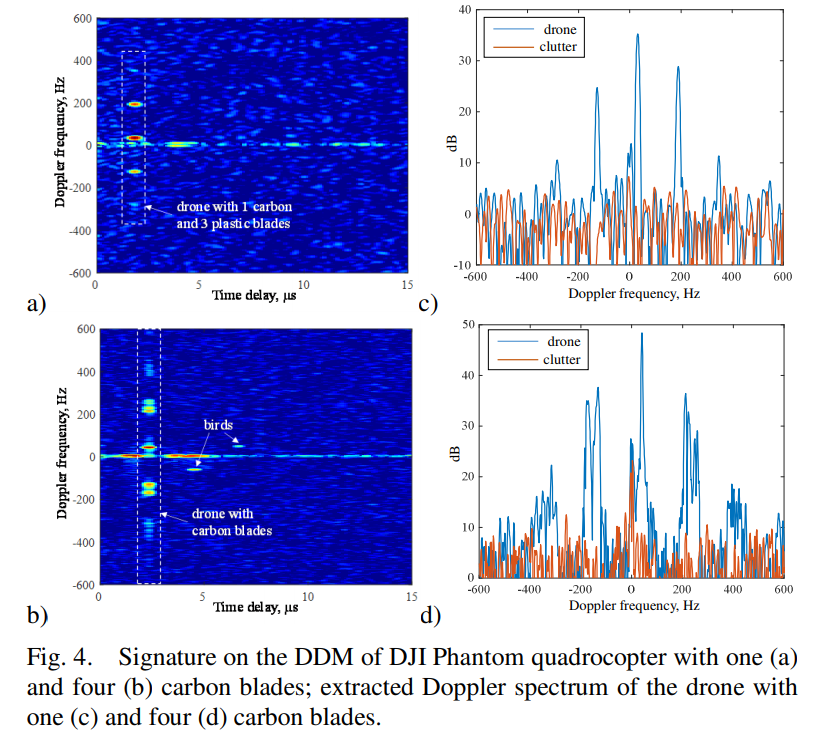 600
400
200
0
-200
-400
-600
Doppler frequency, Hz
drone with 1 carbon
and 3 plastic blades
0
5
10
15
Time delay, μs
a)
40
30
20
10
0
-10
dB
drone
clutter
-600
-400
-200
0
200
400
600
Doppler frequency, Hz
c)
600
400
200
0
-200
-400
-600
Doppler frequency, Hz
birds
drone with
carbon blades
0
5
10
15
Time delay, μs
b)
50
40
30
20
10
0
dB
drone
clutter
-600
-400
-200
0
200
400
600
Doppler frequency, Hz
d)
Fig. 4. Signature on the DDM of DJI Phantom quadrocopter with one (a)
and four (b) carbon blades; extracted Doppler spectrum of the drone with
one (c) and four (d) carbon blades.